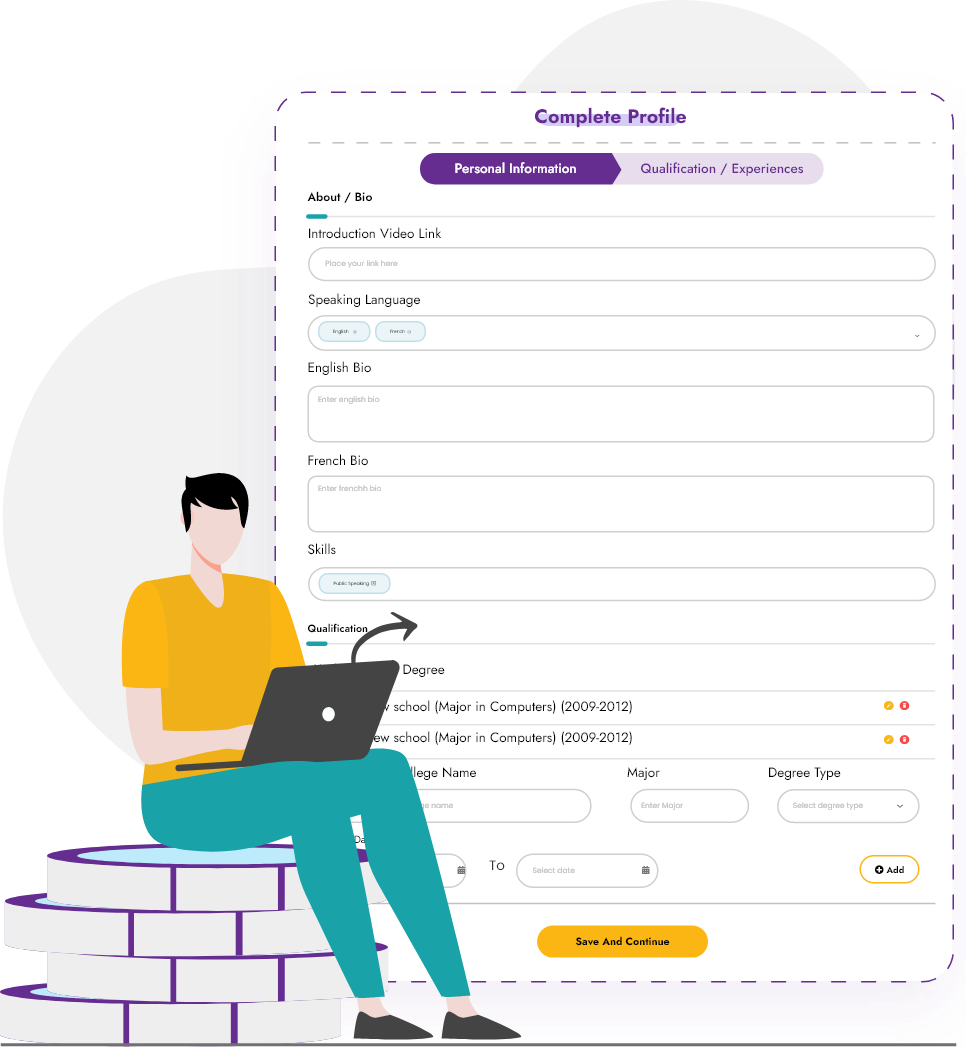 Complete Profile
Personal Information
Qualification / Experiences
About / Bio
Introduction Video Link
Place your link here
Speaking Language
English
French
English Bio
Enter english bio
French Bio
Enter frenchh bio
Skills
Public Speaking
Qualification
Degree
school (Major in Computers) (2009-2012)
ew school (Major in Computers) (2009-2012)
llege Name
Major
Degree Type
name
Enter Major
Select degree type
Da
To
Select date
Add
Save And Continue